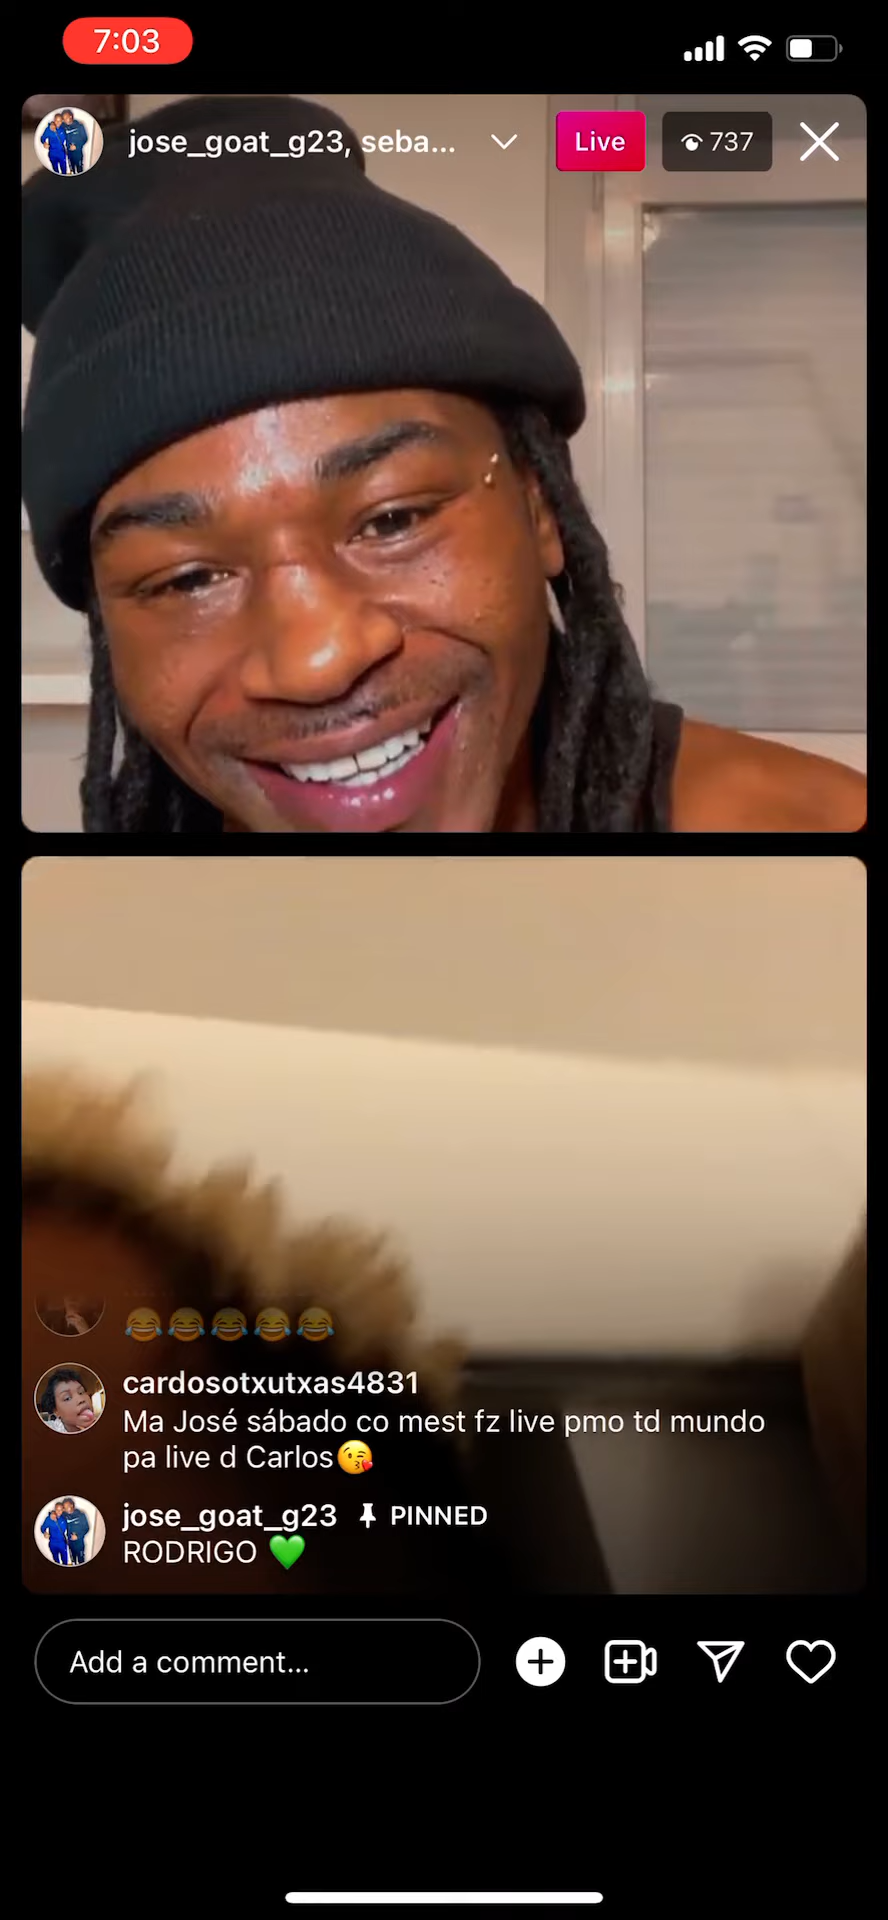 7:03
jose_goat_g23, seba...
Live
737
😂😂😂😂😂
cardosotxutxas4831
Ma José sábado co mest fz live pmo td mundo
pa live d Carlos😘
jose_goat_g23 PINNED
RODRIGO 💚
Add a comment...